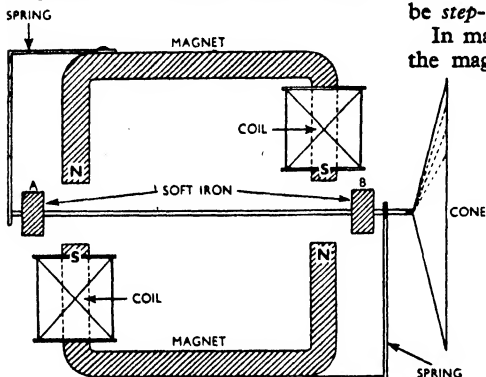 SPRING
be step-
In ma
the mag
MAGNET
COIL
N
S
A
SOFT IRON
B
CONE
S
N
COIL
MAGNET
SPRING